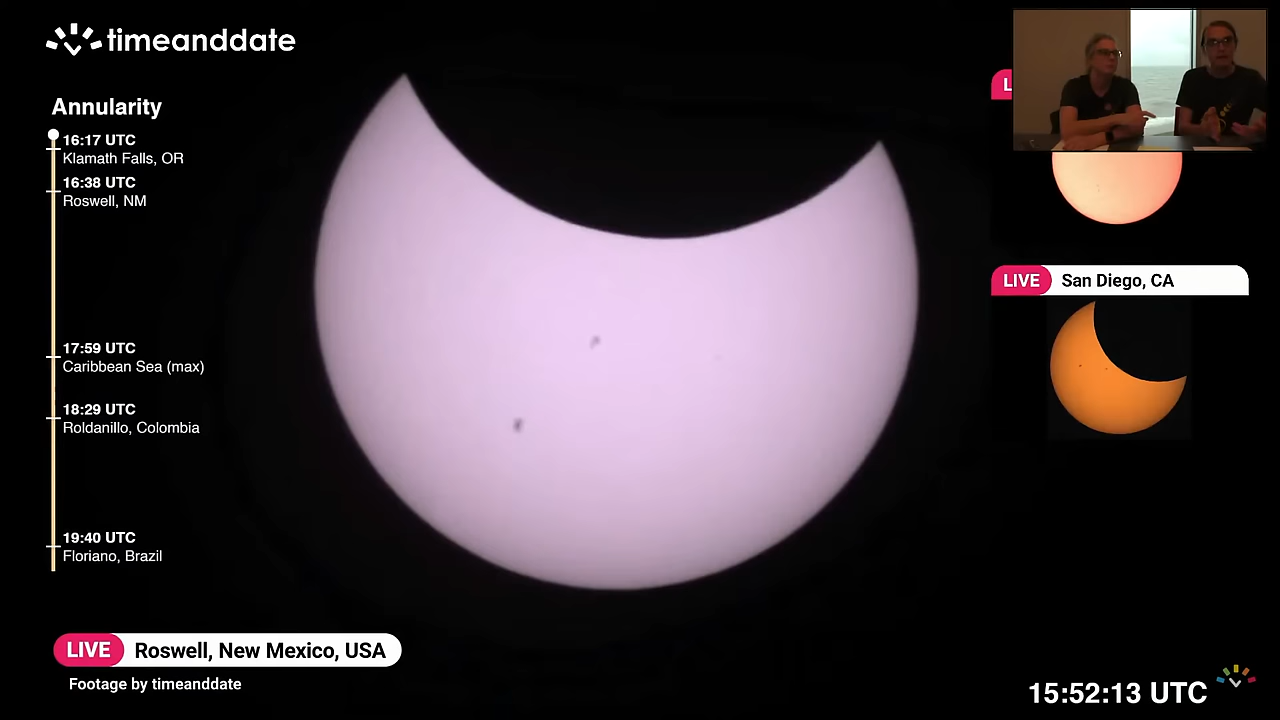 timeanddate
Annularity
16:17 UTC
Klamath Falls, OR
16:38 UTC
Roswell, NM
17:59 UTC
Caribbean Sea (max)
18:29 UTC
Roldanillo, Colombia
19:40 UTC
Floriano, Brazil
LIVE Roswell, New Mexico, USA
Footage by timeanddate
LIVE San Diego, CA
15:52:13 UTC